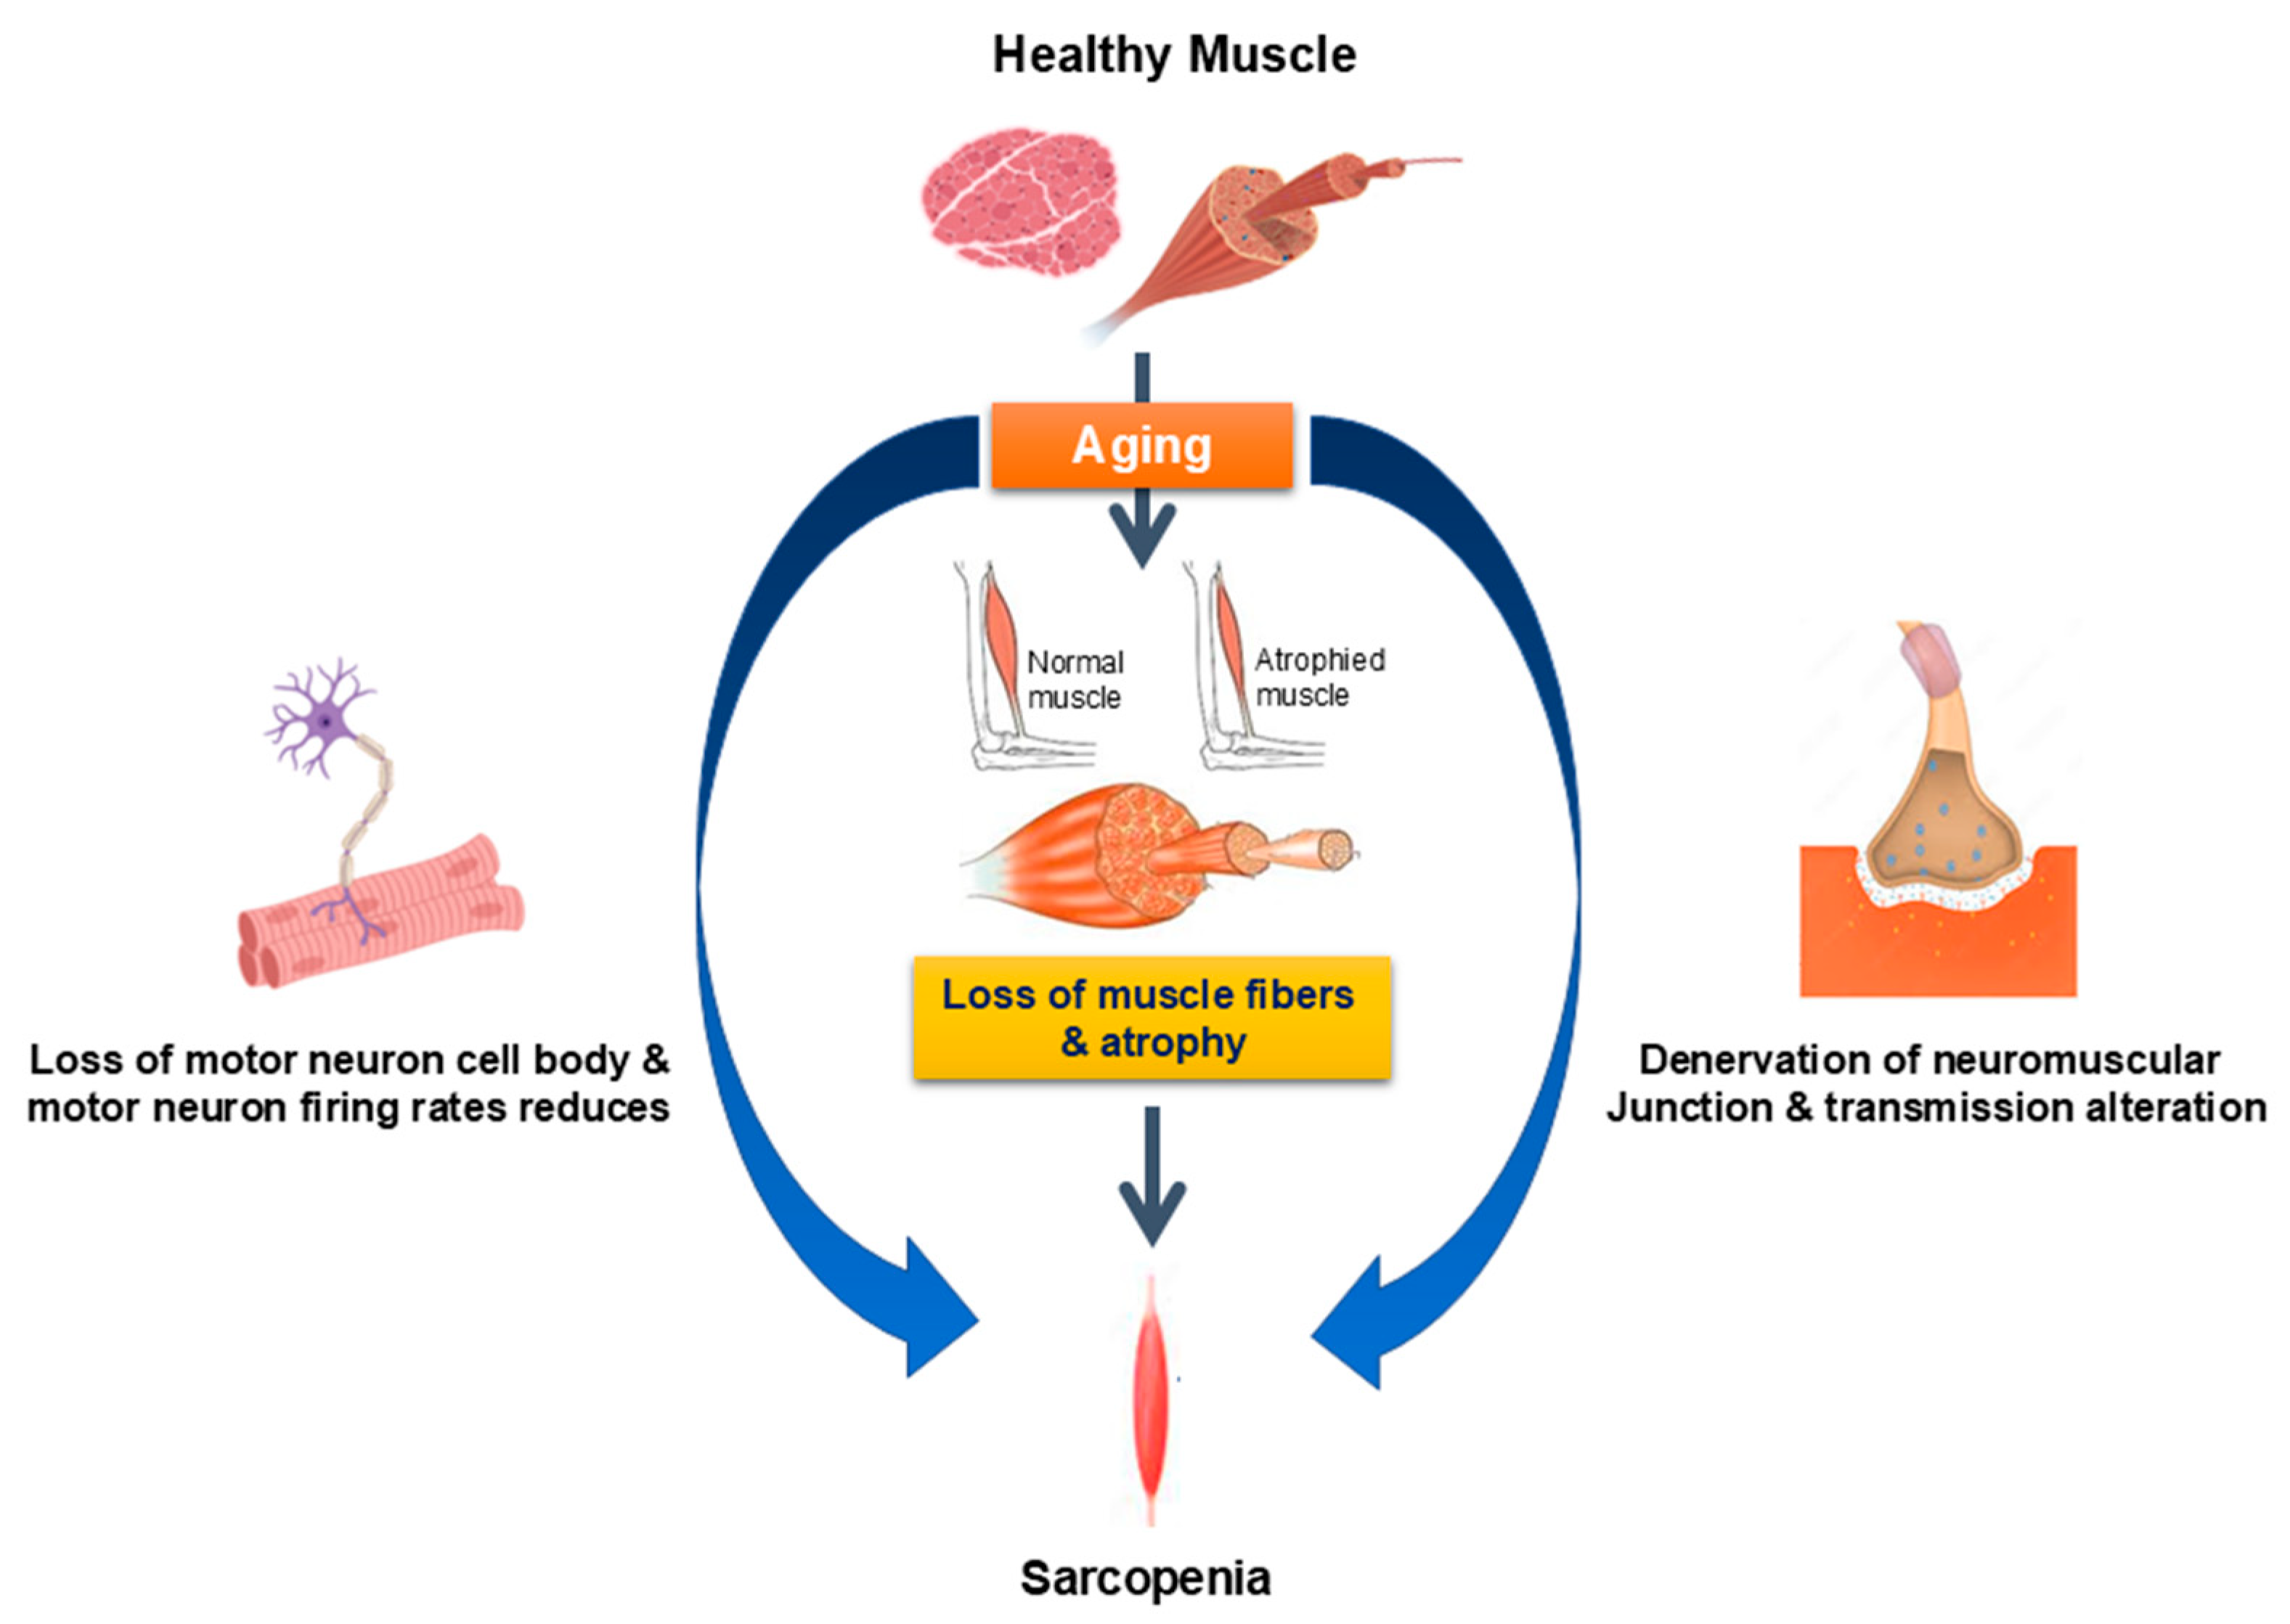 Healthy Muscle
Aging
Normal
muscle
Atrophied
muscle
Loss of muscle fibers
& atrophy
Loss of motor neuron cell body &
motor neuron firing rates reduces
Denervation of neuromuscular
Junction & transmission alteration
Sarcopenia